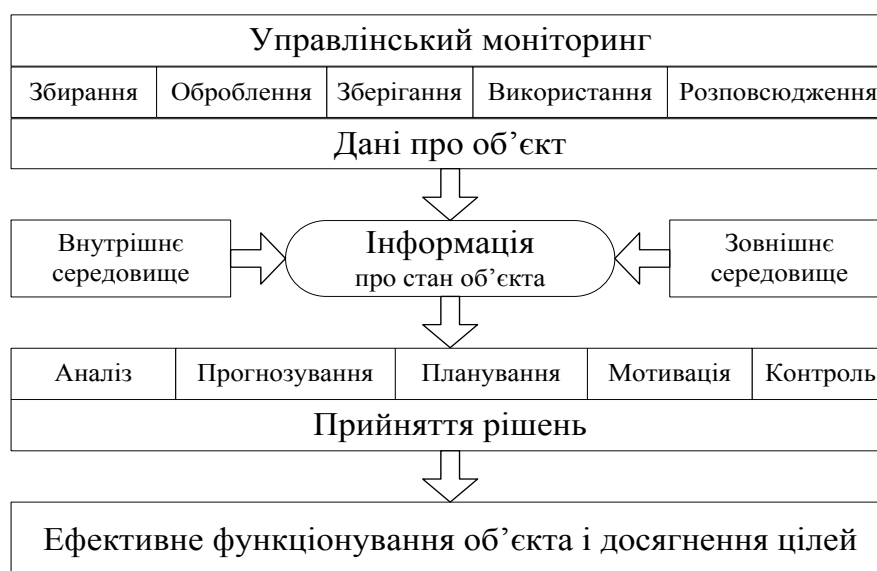 Управлінський моніторинг
Збирання Оброблення Зберігання Використання Розповсюдження
Дані про об’єкт
Внутрішнє середовище
Інформація
про стан об’єкта
Зовнішнє середовище
Аналіз Прогнозування Планування Мотивація Контроль
Прийняття рішень
Ефективне функціонування об’єкта і досягнення цілей